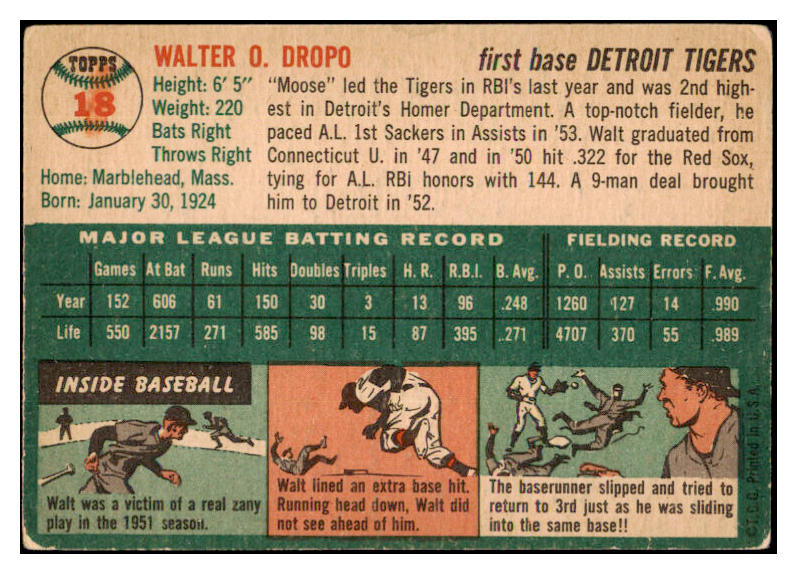 TOPPS
18
WALTER O. DROPO
first base DETROIT TIGERS
Height: 6' 5"
Weight: 220
Bats Right
Throws Right
Home: Marblehead, Mass.
Born: January 30, 1924
"Moose" led the Tigers in RBI's last year and was 2nd high-
est in Detroit's Homer Department. A top-notch fielder, he
paced A.L. 1st Sackers in Assists in '53. Walt graduated from
Connecticut U. in '47 and in '50 hit .322 for the Red Sox,
tying for A.L. RBi honors with 144. A 9-man deal brought
him to Detroit in '52.
MAJOR LEAGUE BATTING RECORD FIELDING RECORD
Games At Bat Runs Hits Doubles Triples H. R. R.B.I. B. Avg. P. O. Assists Errors F. Avg.
Year 152 606 61 150 30 3 13 96 .248 1260 127 14 .990
Life 550 2157 271 585 98 15 87 395 .271 4707 370 55 .989
INSIDE BASEBALL
Walt was a victim of a real zany
play in the 1951 season.
Walt lined an extra base hit.
Running head down, Walt did
not see ahead of him.
The baserunner slipped and tried to
return to 3rd just as he was sliding
into the same base!!
©T.C.G. Printed in U.S.A.